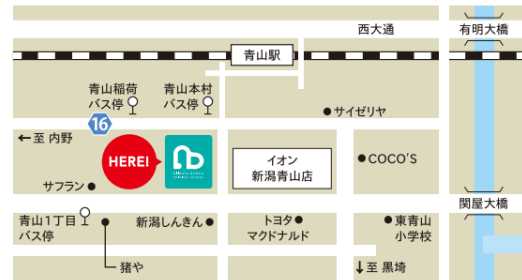 西大通
有明大橋
青山駅
青山稲荷
バス停
青山本村
バス停
サイゼリヤ
16
←至 内野
HERE!
イオン
新潟青山店
COCO'S
サフラン
関屋大橋
青山1丁目
バス停
新潟しんきん
トヨタ
マクドナルド
東青山
小学校
猪や
↓至 黒埼